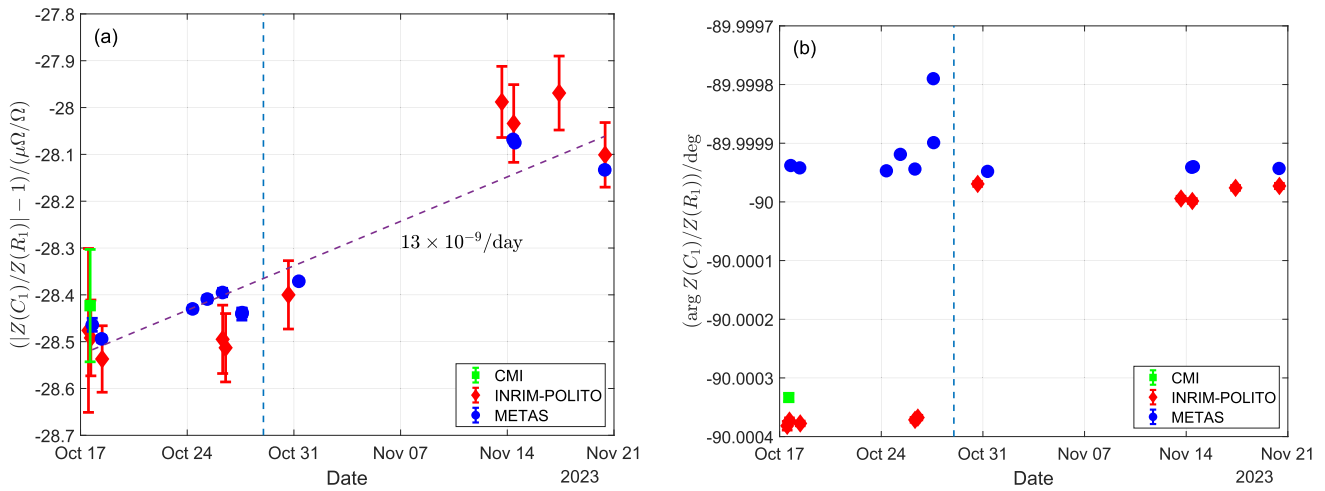 (a)
(|Z(C₁)/Z(R₁)| − 1)/(μΩ/Ω)
-27.8
-27.9
-28
-28.1
-28.2
-28.3
-28.4
-28.5
-28.6
-28.7
13 × 10⁻⁹/day
CMI
INRIM-POLITO
METAS
Oct 17
Oct 24
Oct 31
Nov 07
Nov 14
Nov 21
Date
2023
(b)
(arg Z(C₁)/Z(R₁))/deg
-89.9997
-89.9998
-89.9999
-90
-90.0001
-90.0002
-90.0003
-90.0004
CMI
INRIM-POLITO
METAS
Oct 17
Oct 24
Oct 31
Nov 07
Nov 14
Nov 21
Date
2023